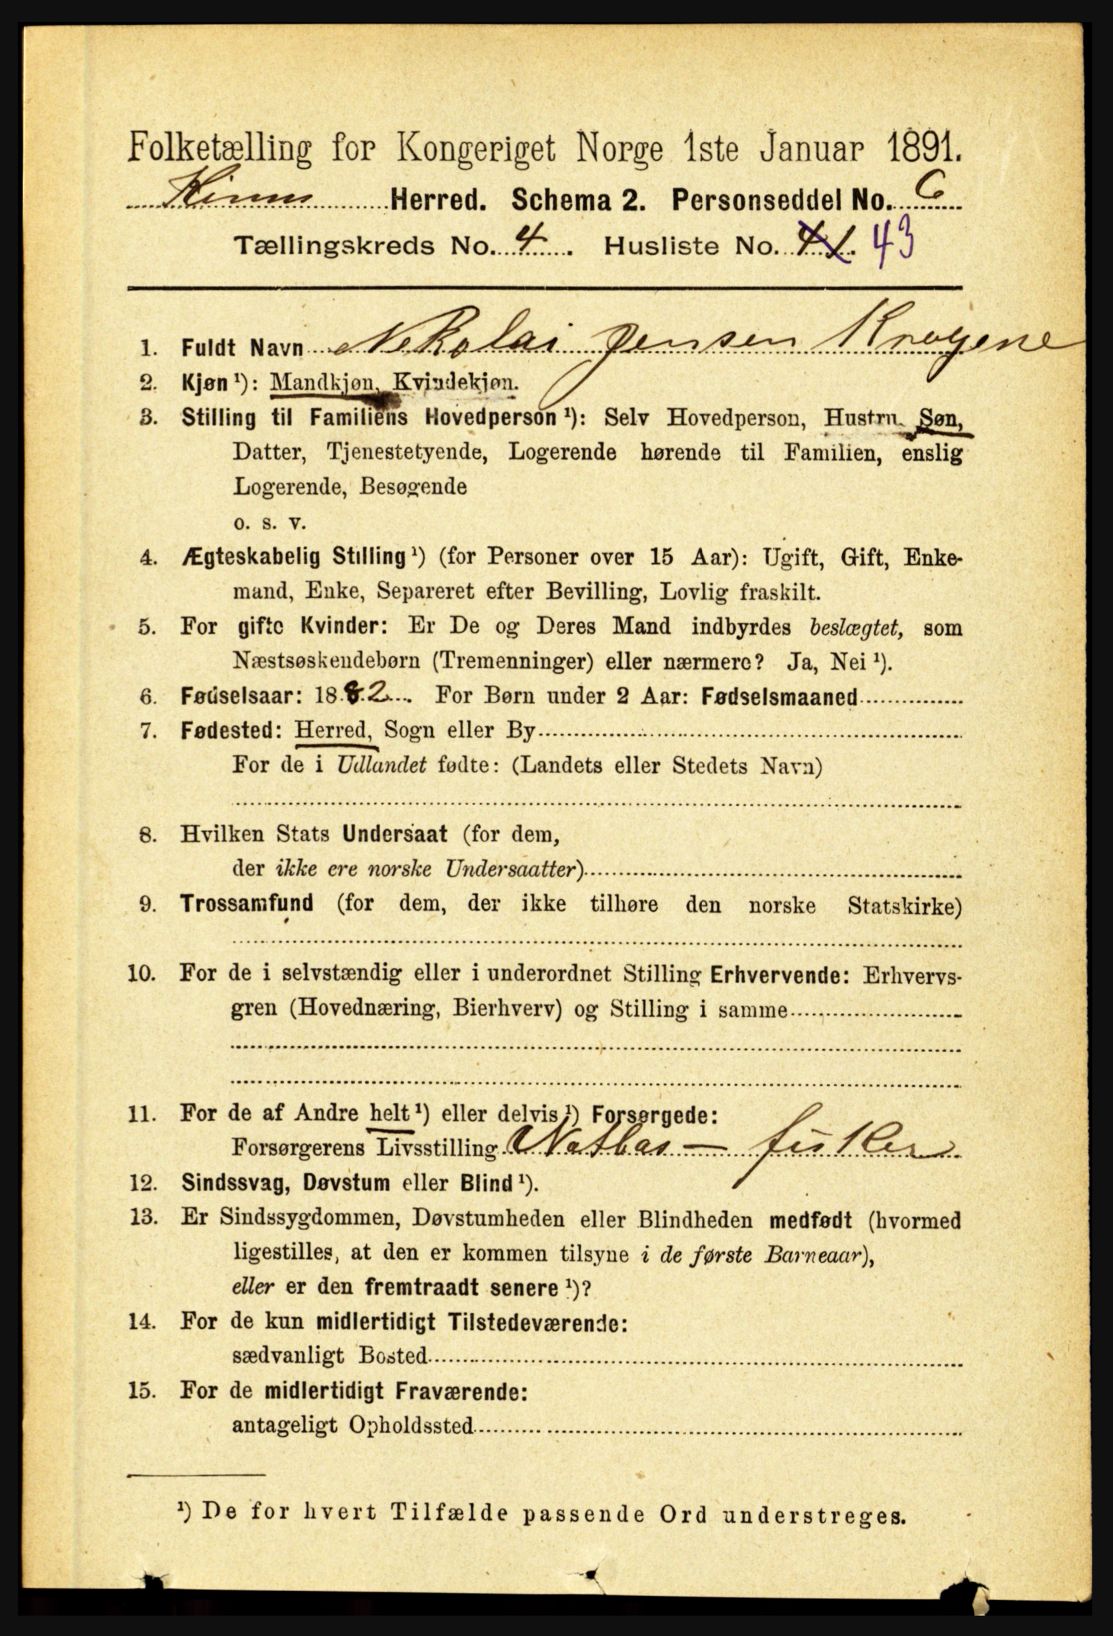 Folketælling for Kongeriget Norge 1ste Januar 1891.
Kinn Herred. Schema 2. Personseddel No. 6
Tællingskreds No. 4. Husliste No. 41. 43
1. Fuldt Navn Nikolai Jensen
2. Kjøn ¹): Mandkjøn, Kvindekjøn.
3. Stilling til Familiens Hovedperson ¹): Selv Hovedperson, Hustru, Søn,
Datter, Tjenestetyende, Logerende hørende til Familien, enslig
Logerende, Besøgende
o. s. v.
4. Ægteskabelig Stilling ¹) (for Personer over 15 Aar): Ugift, Gift, Enke-
mand, Enke, Separeret efter Bevilling, Lovlig fraskilt.
5. For gifte Kvinder: Er De og Deres Mand indbyrdes beslægtet, som
Næstsøskendebørn (Tremenninger) eller nærmere? Ja, Nei ¹).
6. Fødselsaar: 1882. For Børn under 2 Aar: Fødselsmaaned
7. Fødested: Herred, Sogn eller By
For de i Udlandet fødte: (Landets eller Stedets Navn)
8. Hvilken Stats Undersaat (for dem,
der ikke ere norske Undersaatter)
9. Trossamfund (for dem, der ikke tilhøre den norske Statskirke)
10. For de i selvstændig eller i underordnet Stilling Erhvervende: Erhvervs-
gren (Hovednæring, Bierhverv) og Stilling i samme
11. For de af Andre helt ¹) eller delvis ¹) Forsørgede:
Forsørgerens Livsstilling fisker
12. Sindssvag, Døvstum eller Blind ¹).
13. Er Sindssygdommen, Døvstumheden eller Blindheden medfødt (hvormed
ligestilles, at den er kommen tilsyne i de første Barneaar),
eller er den fremtraadt senere ¹)?
14. For de kun midlertidigt Tilstedeværende:
sædvanligt Bosted
15. For de midlertidigt Fraværende:
antageligt Opholdssted
¹) De for hvert Tilfælde passende Ord understreges.